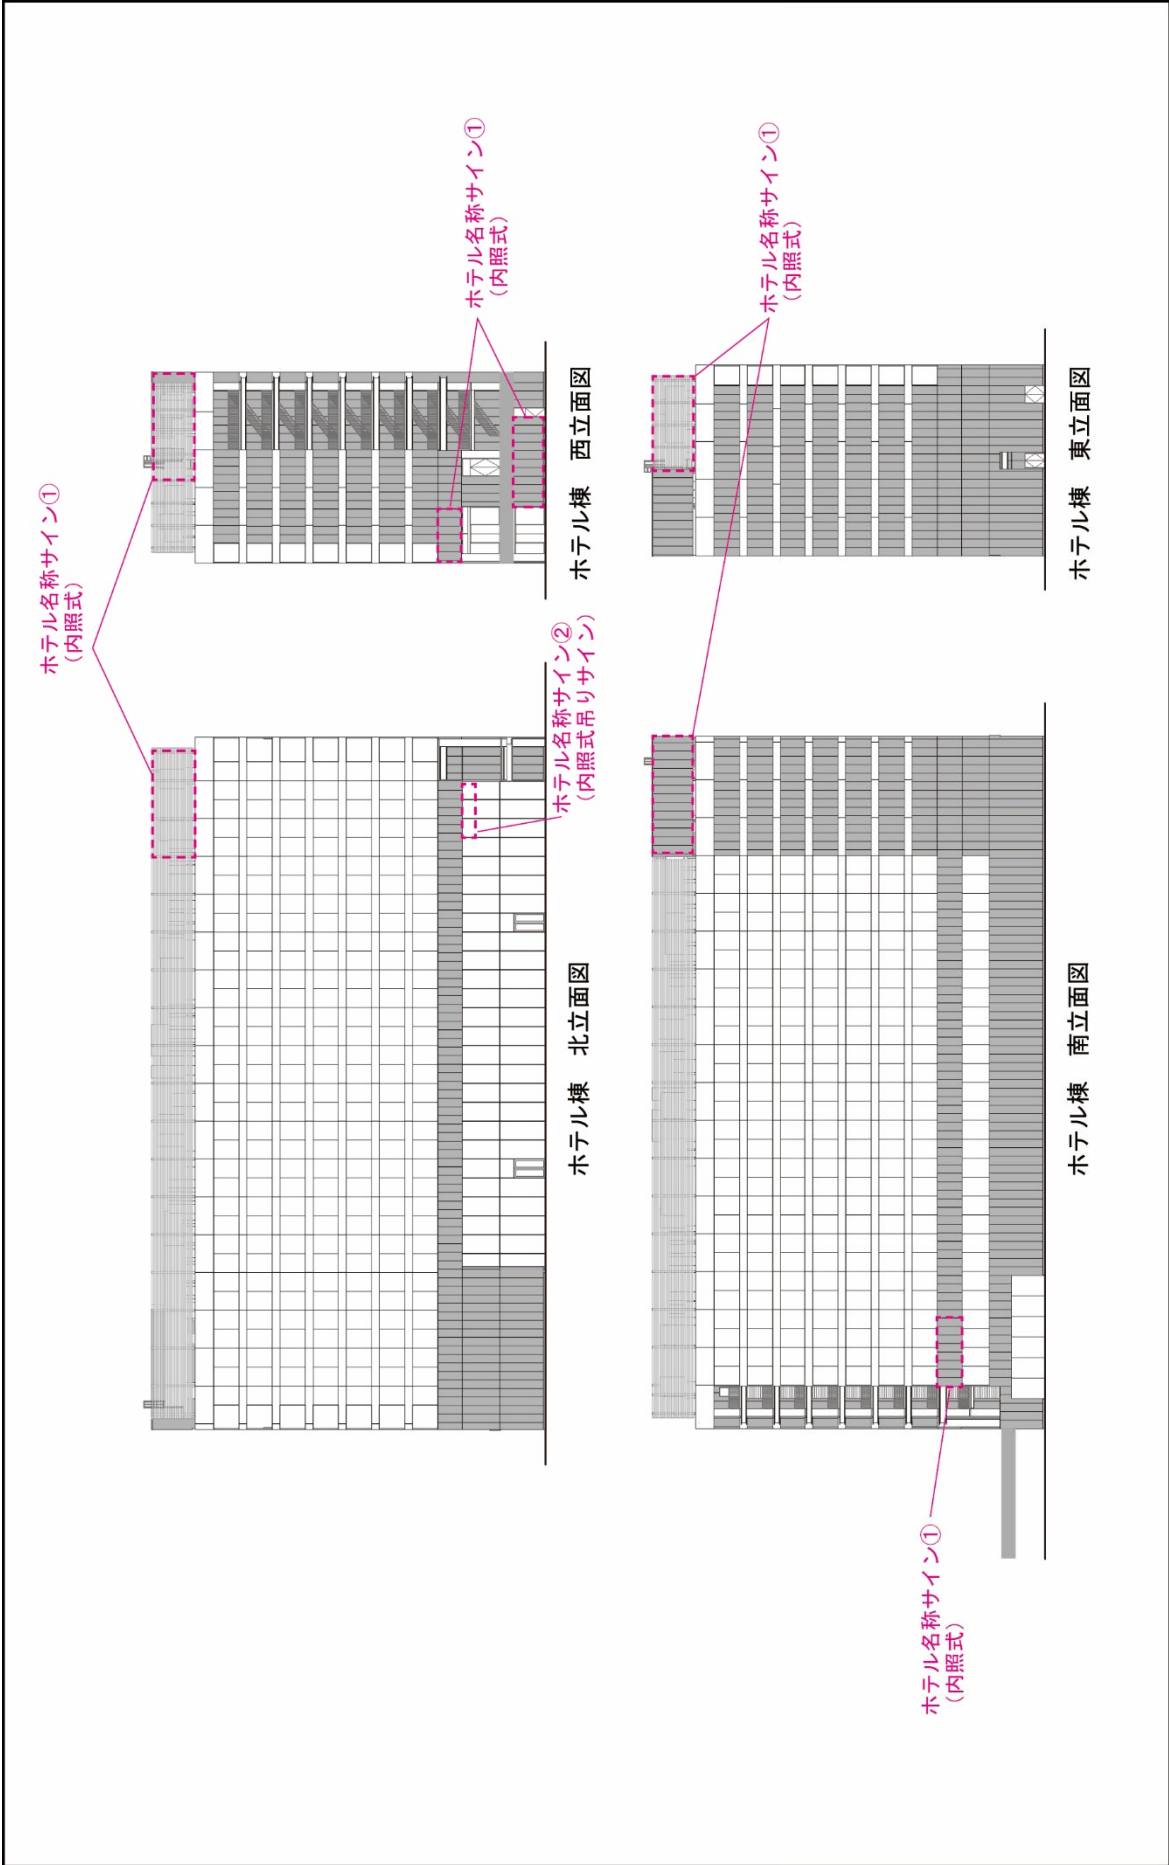 ホテル名称サイン①
（内照式）
ホテル名称サイン①
（内照式）
ホテル名称サイン②
（内照式吊りサイン）
ホテル棟　北立面図
ホテル棟　西立面図
ホテル名称サイン①
（内照式）
ホテル名称サイン①
（内照式）
ホテル棟　南立面図
ホテル棟　東立面図